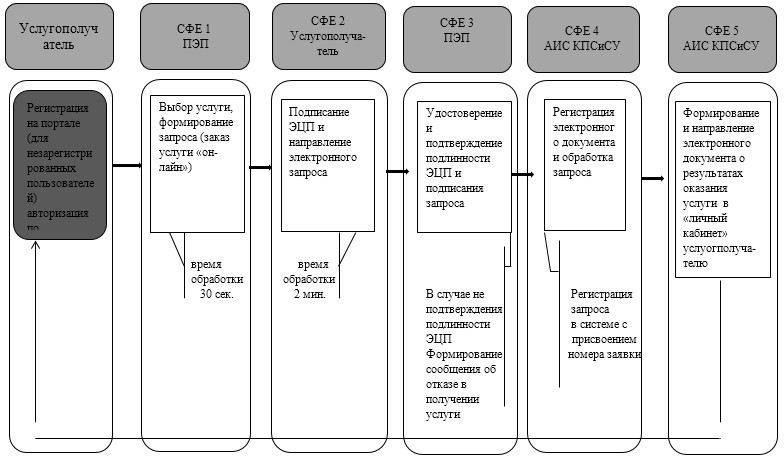 Услугополуч
атель
СФЕ 1
ПЭП
СФЕ 2
Услугополуча-
тель
СФЕ 3
ПЭП
СФЕ 4
АИС КПСиСУ
СФЕ 5
АИС КПСиСУ
Регистрация
на портале
(для
незарегистри
рованных
пользователе
й)
авторизация
по
Выбор услуги,
формирование
запроса (заказ
услуги «он-
лайн»)
Подписание
ЭЦП и
направление
электронного
запроса
Удостоверение
и
подтверждение
подлинности
ЭЦП и
подписания
запроса
Регистрация
электронног
о документа
и обработка
запроса
Формирование
и направление
электронного
документа о
результатах
оказания
услуги в
«личный
кабинет»
услуогполуча-
телю
время
обработки
30 сек.
время
обработки
2 мин.
В случае не
подтверждения
подлинности
ЭЦП
Формирование
сообщения об
отказе в
получении
услуги
Регистрация
запроса
в системе с
присвоением
номера заявки